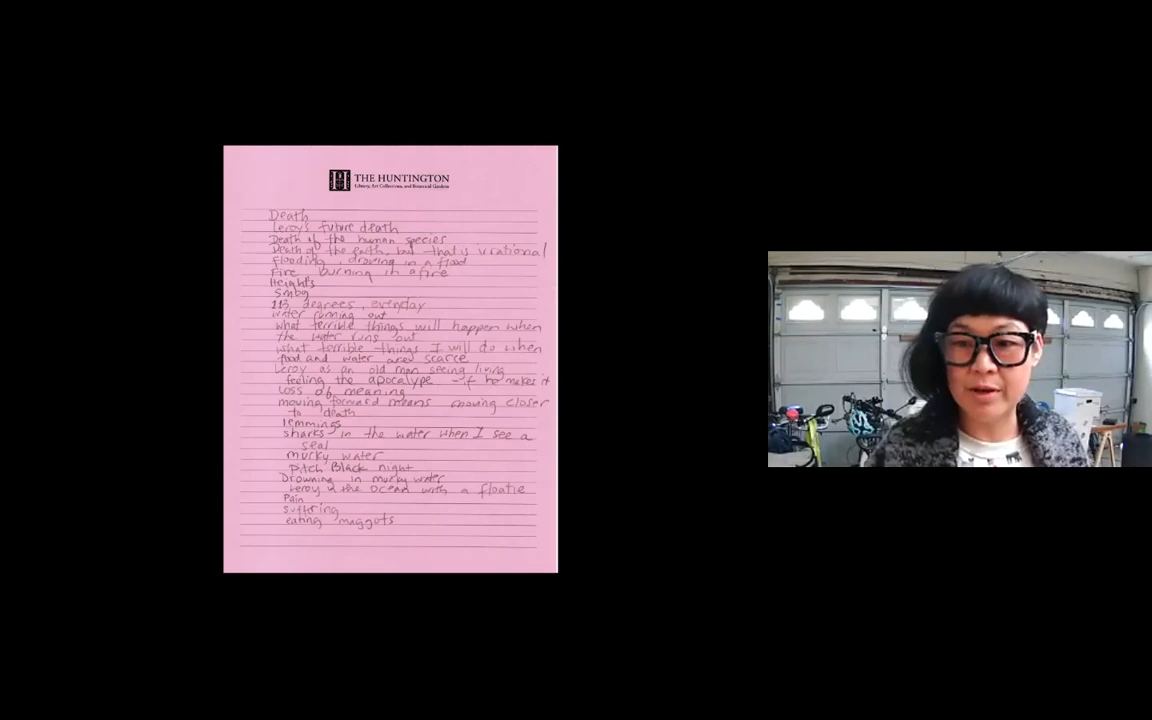 THE HUNTINGTON
Library, Art Collections, and Botanical Gardens
Death
Leroy's future death
Death of the human species
Death of the earth, but that is irrational
flooding, droving in a flood
Fire burning in a fire
Heights
Smog
113 degrees, everyday
water running out
what terrible things will happen when
the water runs out
what terrible things I will do when
food and water are scarce
Leroy as an old man seeing living
feeling the apocalype - if he makes it
Loss of meaning
moving forward means moving closer
to death
lemmings
sharks in the water when I see a
seal
murky water
Pitch Black night
Drowning in murky water
Leroy in the ocean with a floatie
Pain
suffering
eating maggots